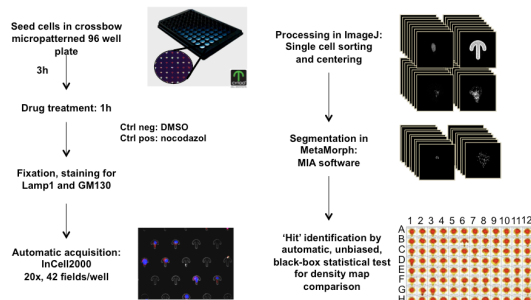 Seed cells in crossbow
micropatterned 96 well
plate
3h
Drug treatment: 1h
Ctrl neg: DMSO
Ctrl pos: nocodazol
Fixation, staining for
Lamp1 and GM130
Automatic acquisition:
InCell2000
20x, 42 fields/well
Processing in ImageJ:
Single cell sorting
and centering
Segmentation in
MetaMorph:
MIA software
‘Hit’ identification by
automatic, unbiased,
black-box statistical test
for density map
comparison
1 2 3 4 5 6 7 8 9 10 1112
A
B
C
D
E
F
G
H